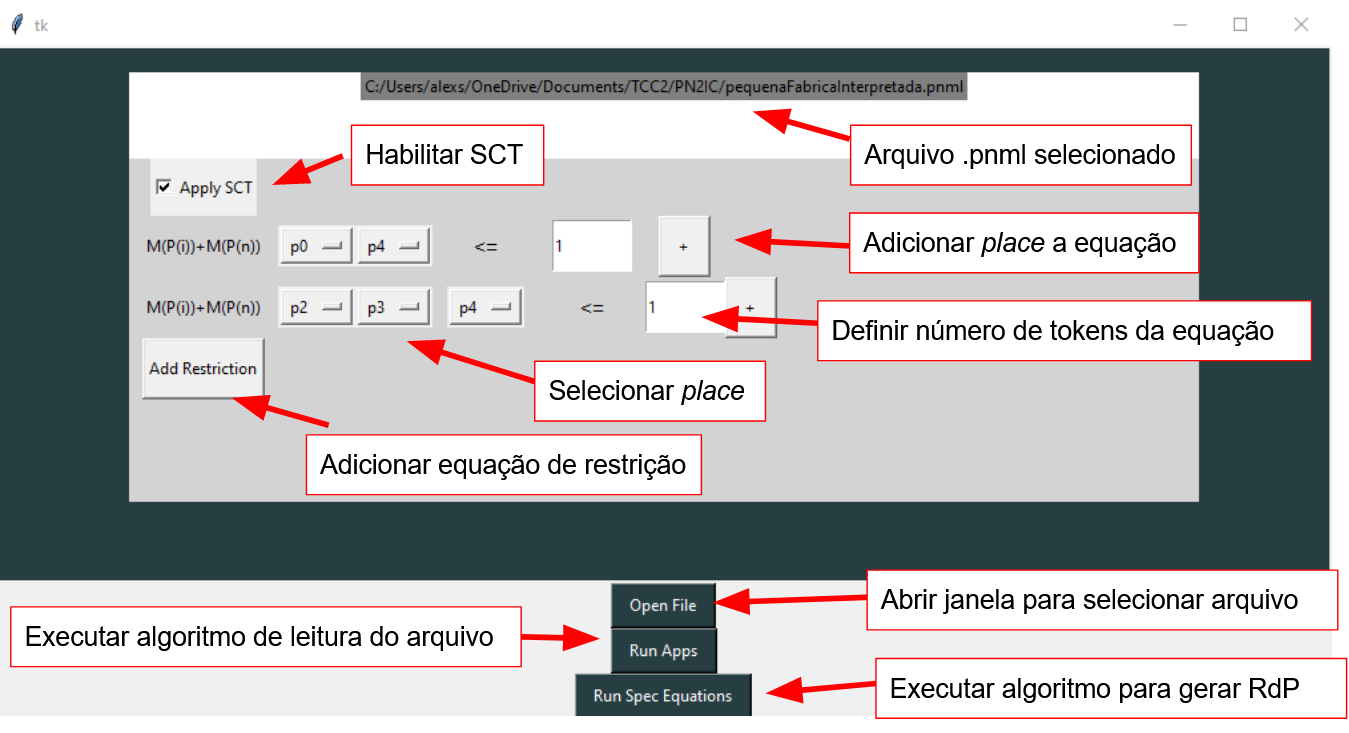 tk
C:/Users/alexs/OneDrive/Documents/TCC2/PN2IC/pequenaFabricaInterpretada.pnml
Habilitar SCT
Arquivo .pnml selecionado
Apply SCT
M(P(i))+M(P(n)) p0 p4 <= 1 +
Adicionar place a equação
M(P(i))+M(P(n)) p2 p3 p4 <= 1 +
Definir número de tokens da equação
Add Restriction
Selecionar place
Adicionar equação de restrição
Open File
Abrir janela para selecionar arquivo
Executar algoritmo de leitura do arquivo
Run Apps
Run Spec Equations
Executar algoritmo para gerar RdP